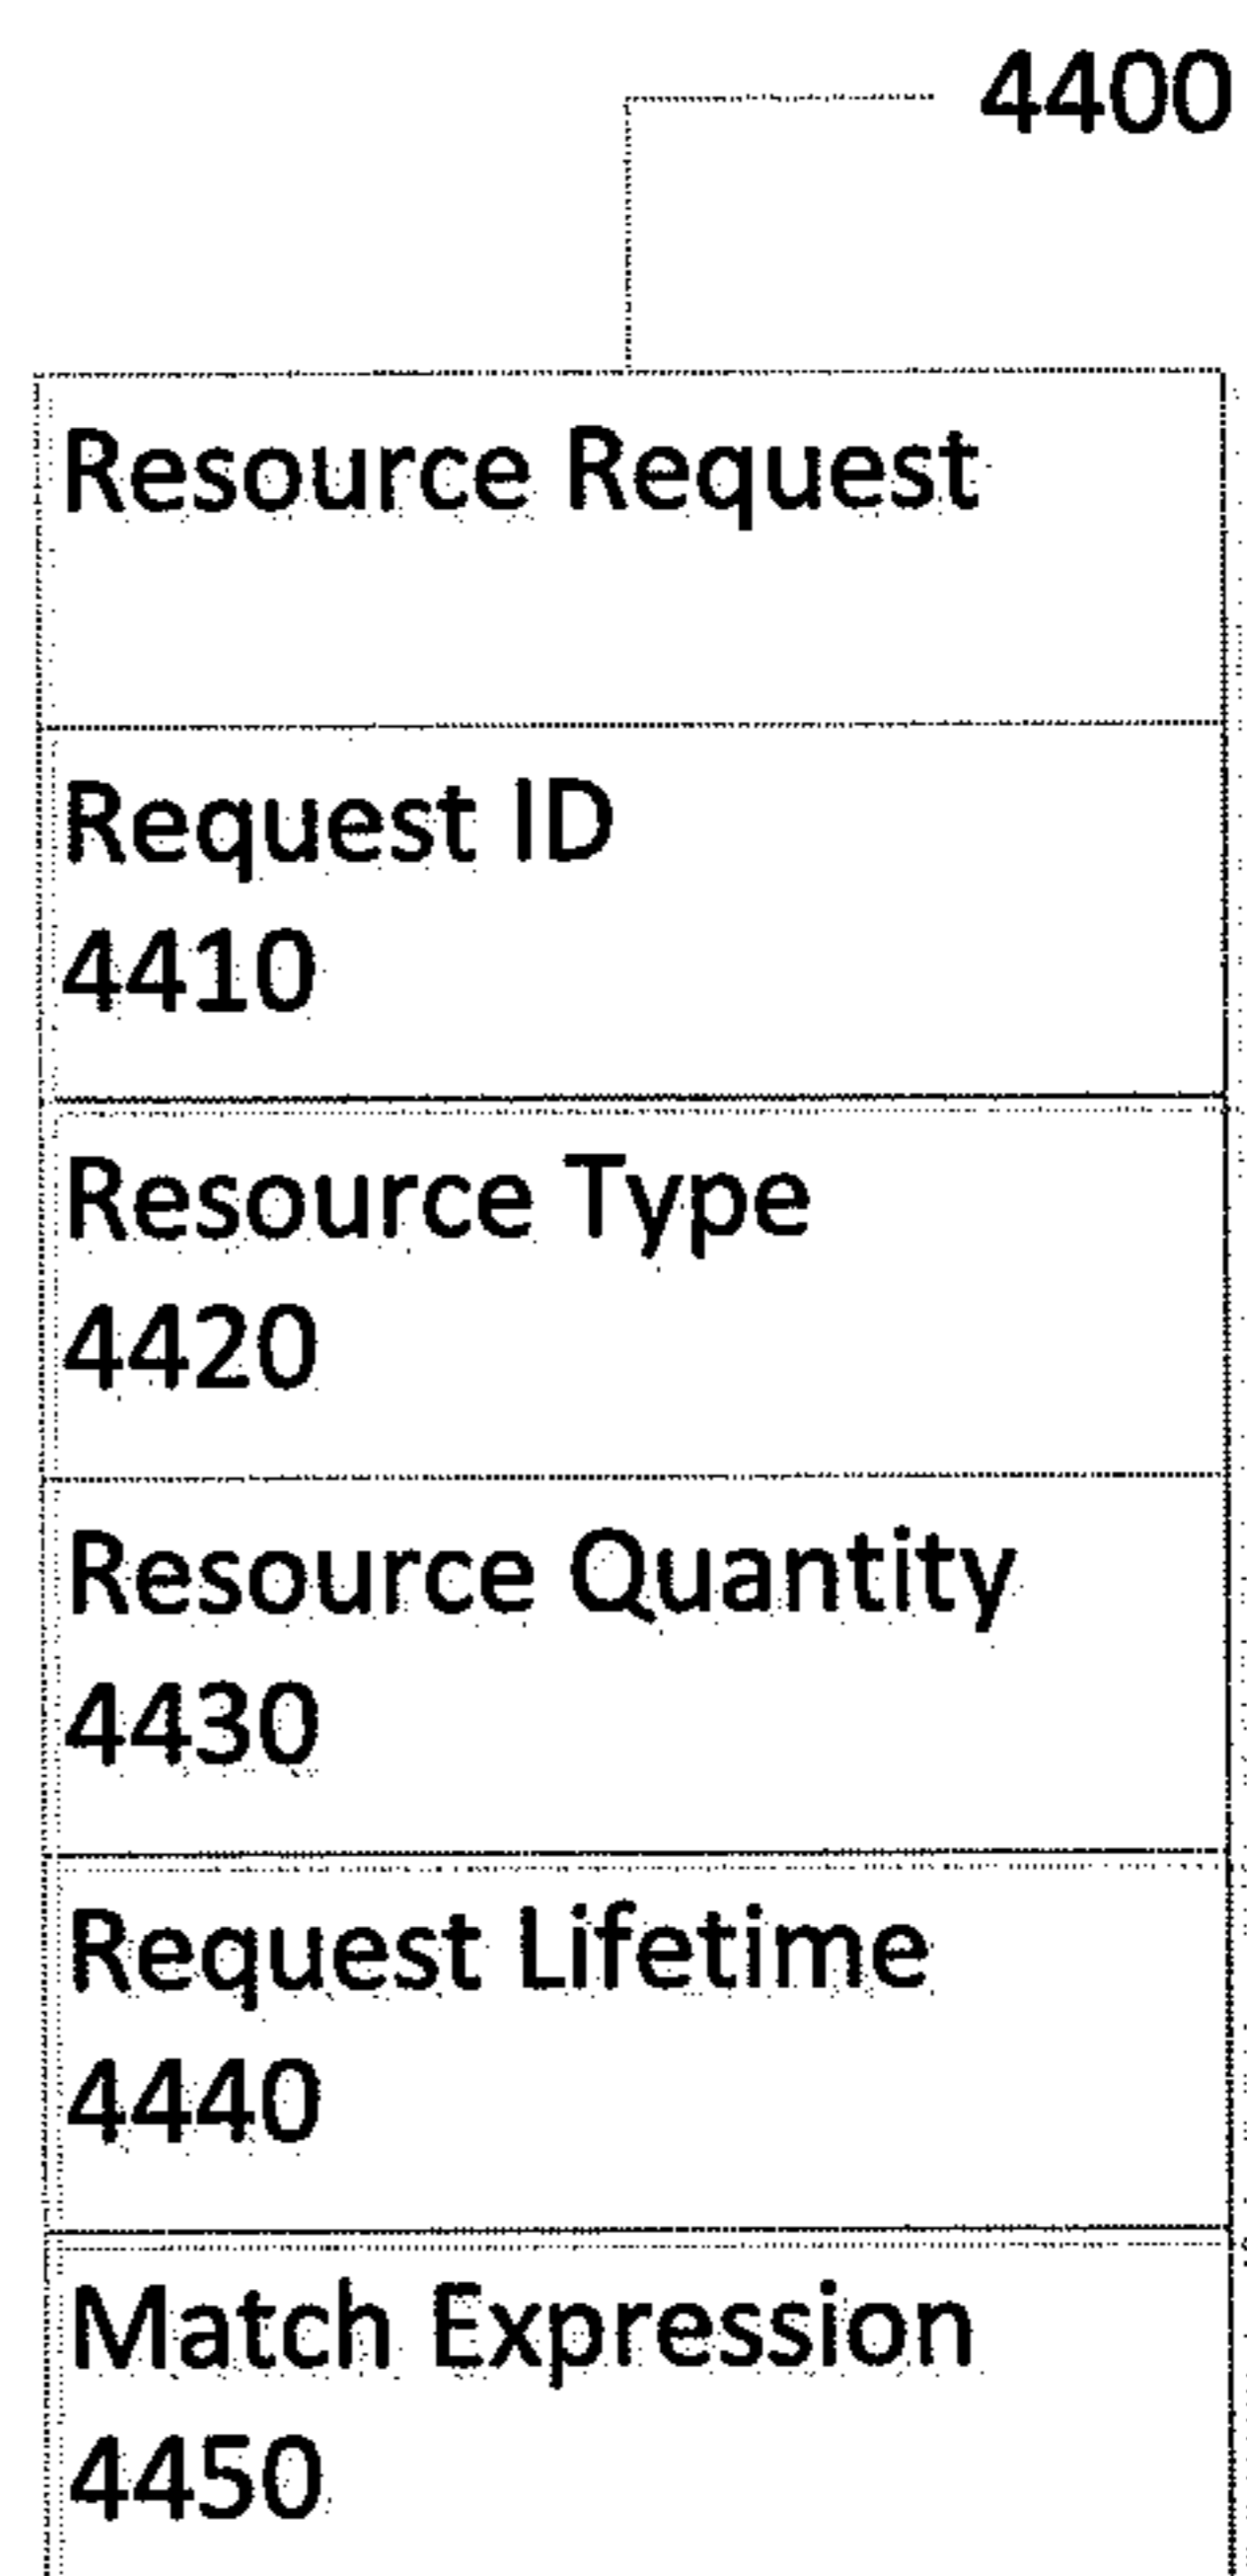 4400
Resource Request
Request ID
4410
Resource Type
4420
Resource Quantity
4430
Request Lifetime
4440
Match Expression
4450